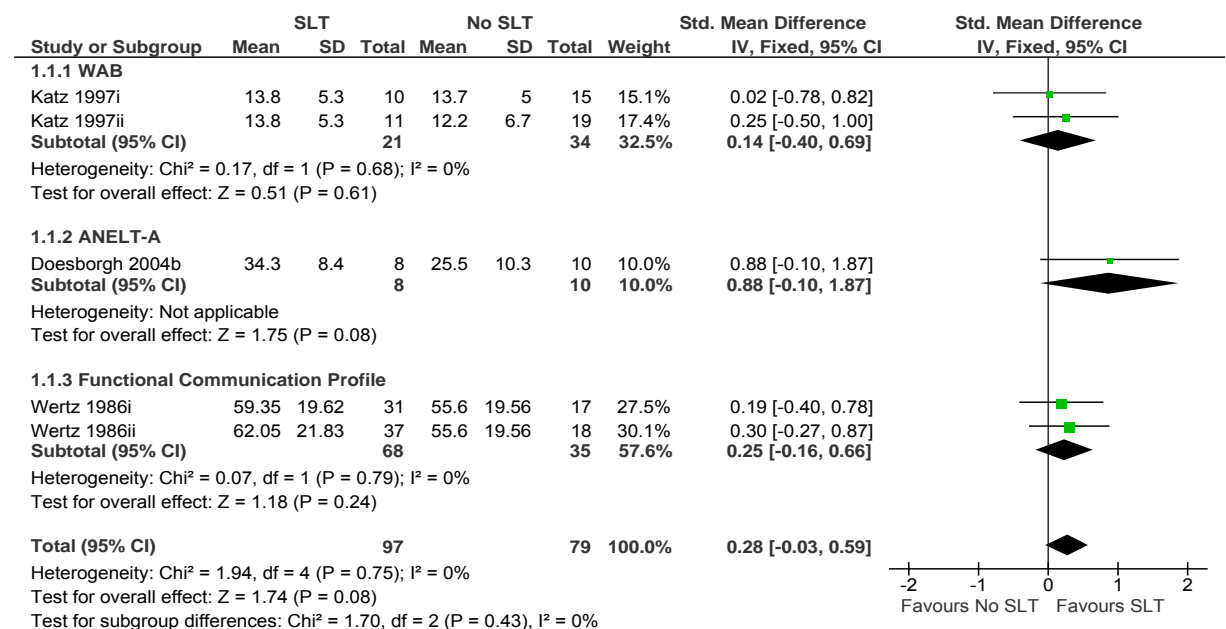 SLT No SLT Std. Mean Difference Std. Mean Difference
Study or Subgroup Mean SD Total Mean SD Total Weight IV, Fixed, 95% CI IV, Fixed, 95% CI
1.1.1 WAB
Katz 1997i 13.8 5.3 10 13.7 5 15 15.1% 0.02 [-0.78, 0.82]
Katz 1997ii 13.8 5.3 11 12.2 6.7 19 17.4% 0.25 [-0.50, 1.00]
Subtotal (95% CI) 21 34 32.5% 0.14 [-0.40, 0.69]
Heterogeneity: Chi² = 0.17, df = 1 (P = 0.68); I² = 0%
Test for overall effect: Z = 0.51 (P = 0.61)
1.1.2 ANELT-A
Doesborgh 2004b 34.3 8.4 8 25.5 10.3 10 10.0% 0.88 [-0.10, 1.87]
Subtotal (95% CI) 8 10 10.0% 0.88 [-0.10, 1.87]
Heterogeneity: Not applicable
Test for overall effect: Z = 1.75 (P = 0.08)
1.1.3 Functional Communication Profile
Wertz 1986i 59.35 19.62 31 55.6 19.56 17 27.5% 0.19 [-0.40, 0.78]
Wertz 1986ii 62.05 21.83 37 55.6 19.56 18 30.1% 0.30 [-0.27, 0.87]
Subtotal (95% CI) 68 35 57.6% 0.25 [-0.16, 0.66]
Heterogeneity: Chi² = 0.07, df = 1 (P = 0.79); I² = 0%
Test for overall effect: Z = 1.18 (P = 0.24)
Total (95% CI) 97 79 100.0% 0.28 [-0.03, 0.59]
Heterogeneity: Chi² = 1.94, df = 4 (P = 0.75); I² = 0%
Test for overall effect: Z = 1.74 (P = 0.08)
Test for subgroup differences: Chi² = 1.70, df = 2 (P = 0.43), I² = 0%
-2 -1 0 1 2
Favours No SLT Favours SLT